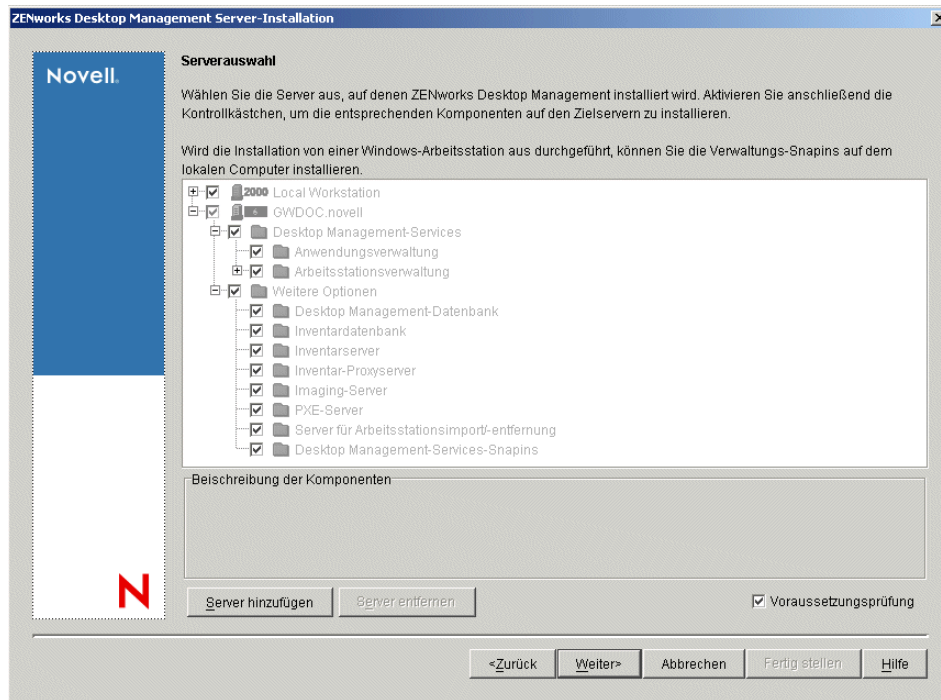 ZENworks Desktop Management Server-Installation
Novell.
Serverauswahl
Wählen Sie die Server aus, auf denen ZENworks Desktop Management installiert wird. Aktivieren Sie anschließend die
Kontrollkästchen, um die entsprechenden Komponenten auf den Zielservern zu installieren.
Wird die Installation von einer Windows-Arbeitsstation aus durchgeführt, können Sie die Verwaltungs-Snapins auf dem
lokalen Computer installieren.
2000 Local Workstation
6 GWDOC.novell
Desktop Management-Services
Anwendungsverwaltung
Arbeitsstationsverwaltung
Weitere Optionen
Desktop Management-Datenbank
Inventardatenbank
Inventarserver
Inventar-Proxyserver
Imaging-Server
PXE-Server
Server für Arbeitsstationsimport/-entfernung
Desktop Management-Services-Snapins
Beischreibung der Komponenten
N
Server hinzufügen
Server entfernen
Voraussetzungsprüfung
<Zurück
Weiter>
Abbrechen
Fertig stellen
Hilfe